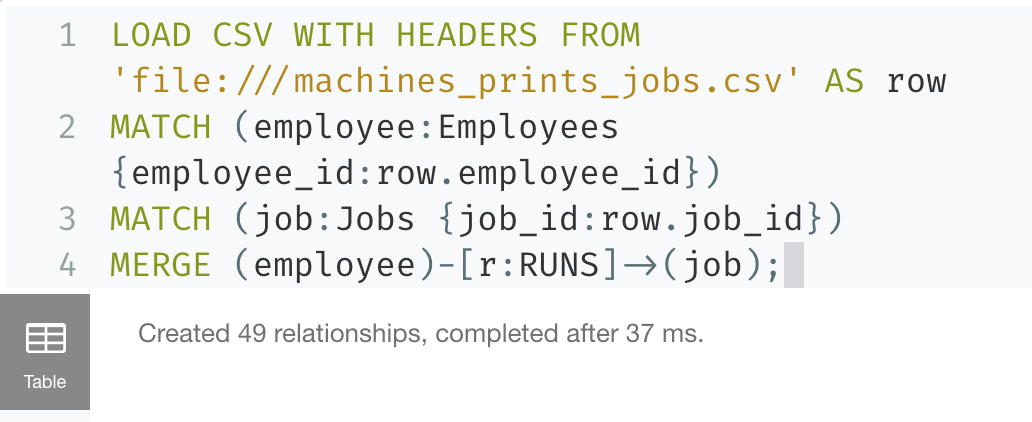 1 LOAD CSV WITH HEADERS FROM
'file:///machines_prints_jobs.csv' AS row
2 MATCH (employee:Employees
{employee_id:row.employee_id})
3 MATCH (job:Jobs {job_id:row.job_id})
4 MERGE (employee)-[r:RUNS]->(job);
Created 49 relationships, completed after 37 ms.
Table